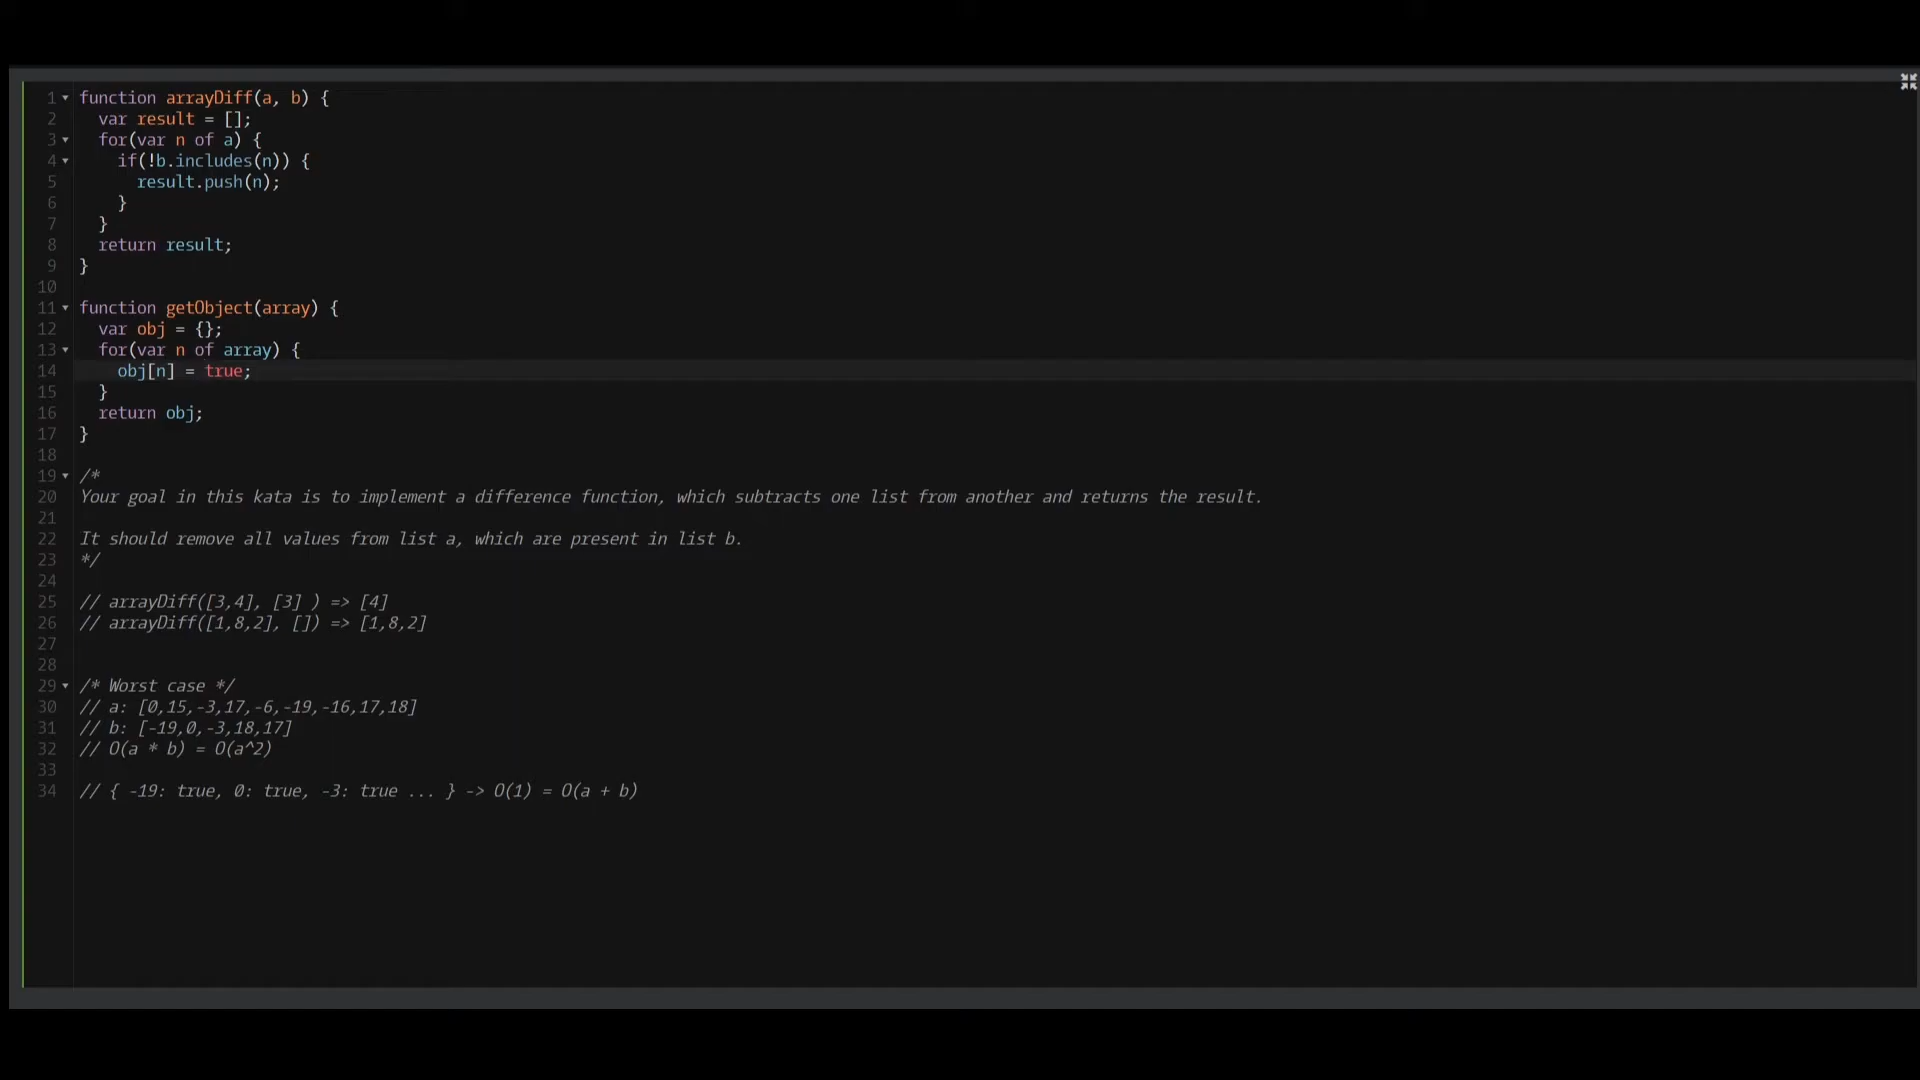 1 function arrayDiff(a, b) {
2 var result = [];
3 for(var n of a) {
4 if(!b.includes(n)) {
5 result.push(n);
6 }
7 }
8 return result;
9 }
10
11 function getObject(array) {
12 var obj = {};
13 for(var n of array) {
14 obj[n] = true;
15 }
16 return obj;
17 }
18
19 /*
20 Your goal in this kata is to implement a difference function, which subtracts one list from another and returns the result.
21
22 It should remove all values from list a, which are present in list b.
23 */
24
25 // arrayDiff([3,4], [3] ) => [4]
26 // arrayDiff([1,8,2], []) => [1,8,2]
27
28
29 /* Worst case */
30 // a: [0,15,-3,17,-6,-19,-16,17,18]
31 // b: [-19,0,-3,18,17]
32 // O(a * b) = O(a^2)
33
34 // { -19: true, 0: true, -3: true ... } -> O(1) = O(a + b)